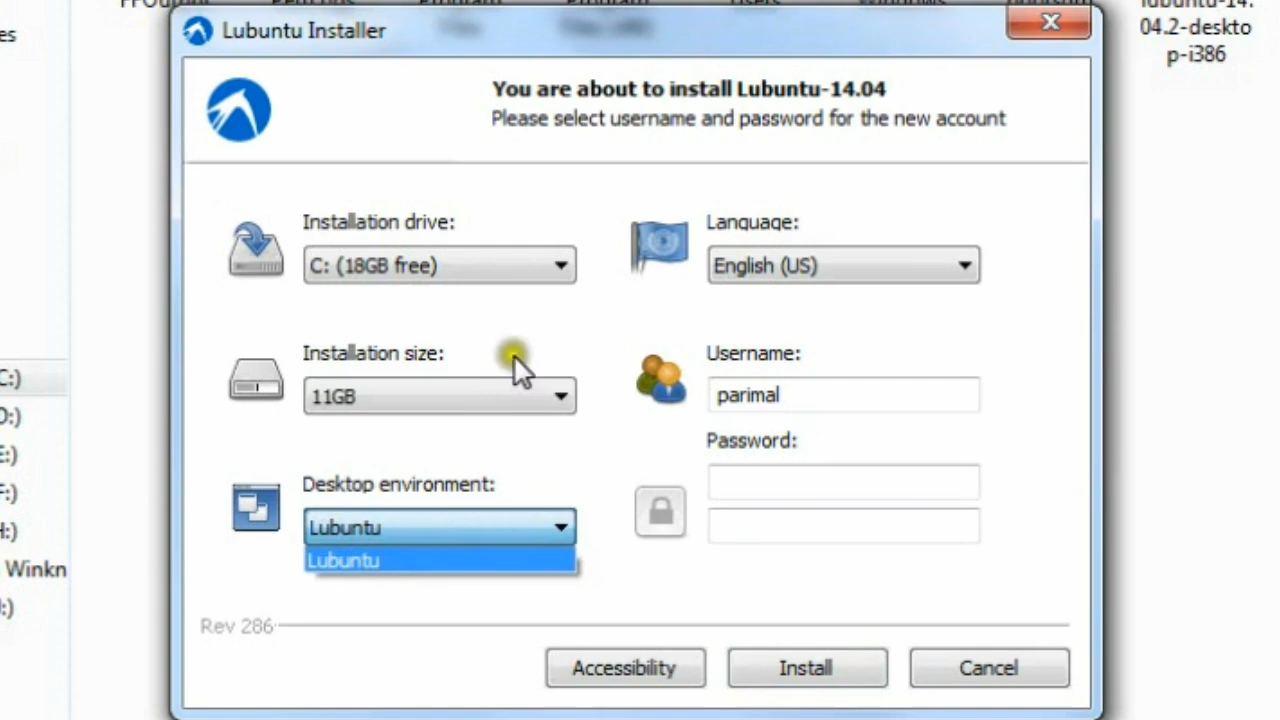 lubuntu-14.
04.2-deskto
p-i386
es
C:)
D:)
E:)
F:)
H:)
Winkn
Lubuntu Installer
You are about to install Lubuntu-14.04
Please select username and password for the new account
Installation drive:
C: (18GB free)
Language:
English (US)
Installation size:
11GB
Username:
parimal
Password:
Desktop environment:
Lubuntu
Lubuntu
Rev 286
Accessibility
Install
Cancel